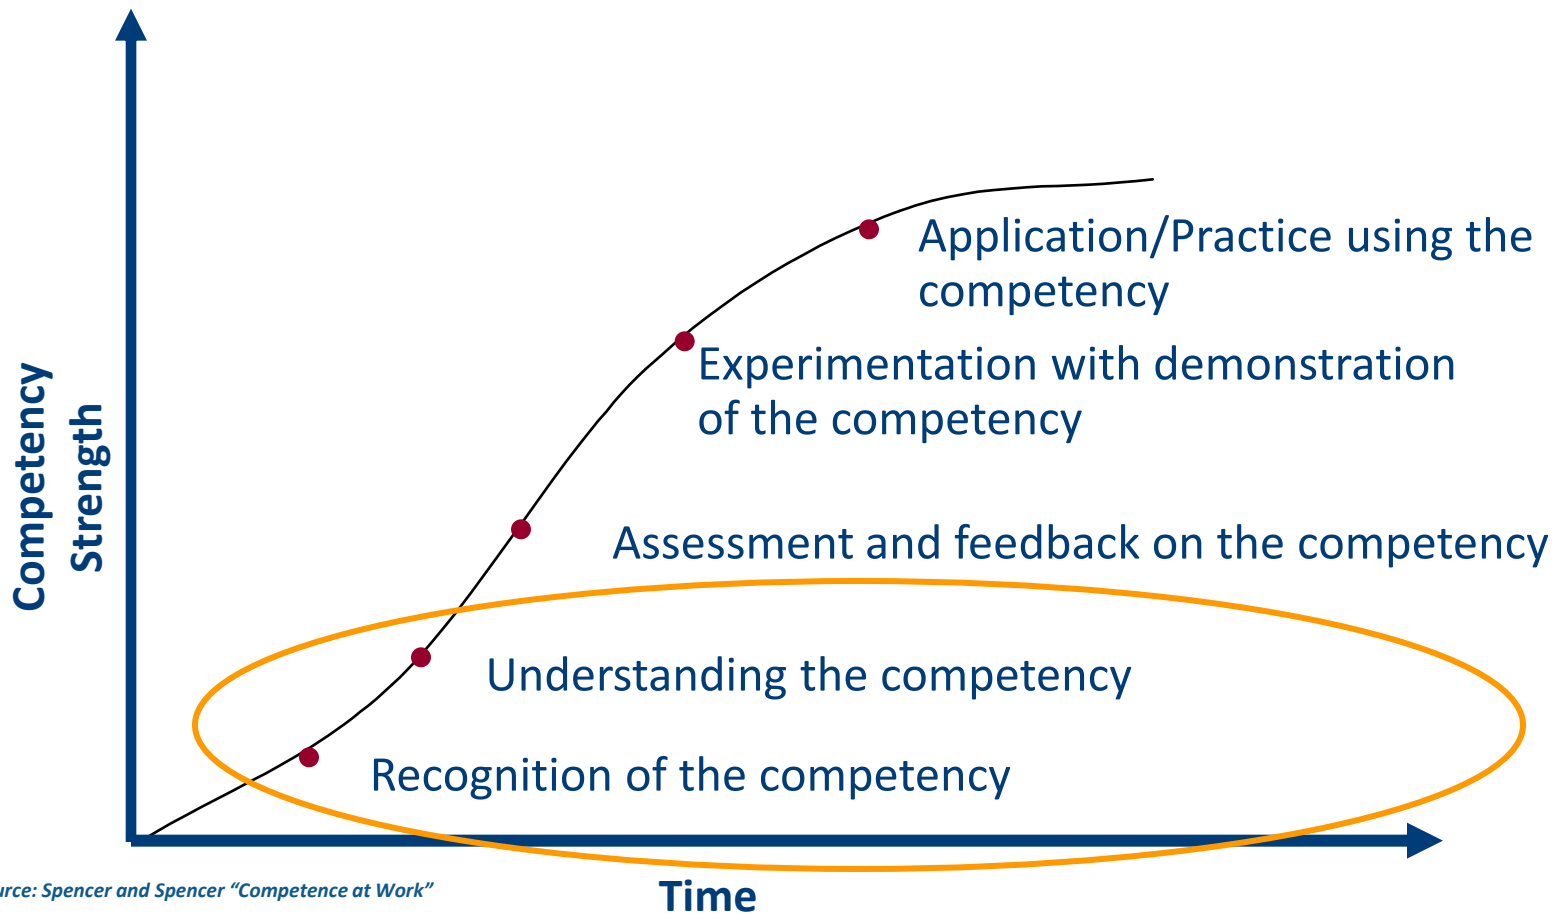 Application/Practice using the
competency
Experimentation with demonstration
of the competency
Competency
Strength
Assessment and feedback on the competency
Understanding the competency
Recognition of the competency
Time
Spencer and Spencer “Competence at Work”